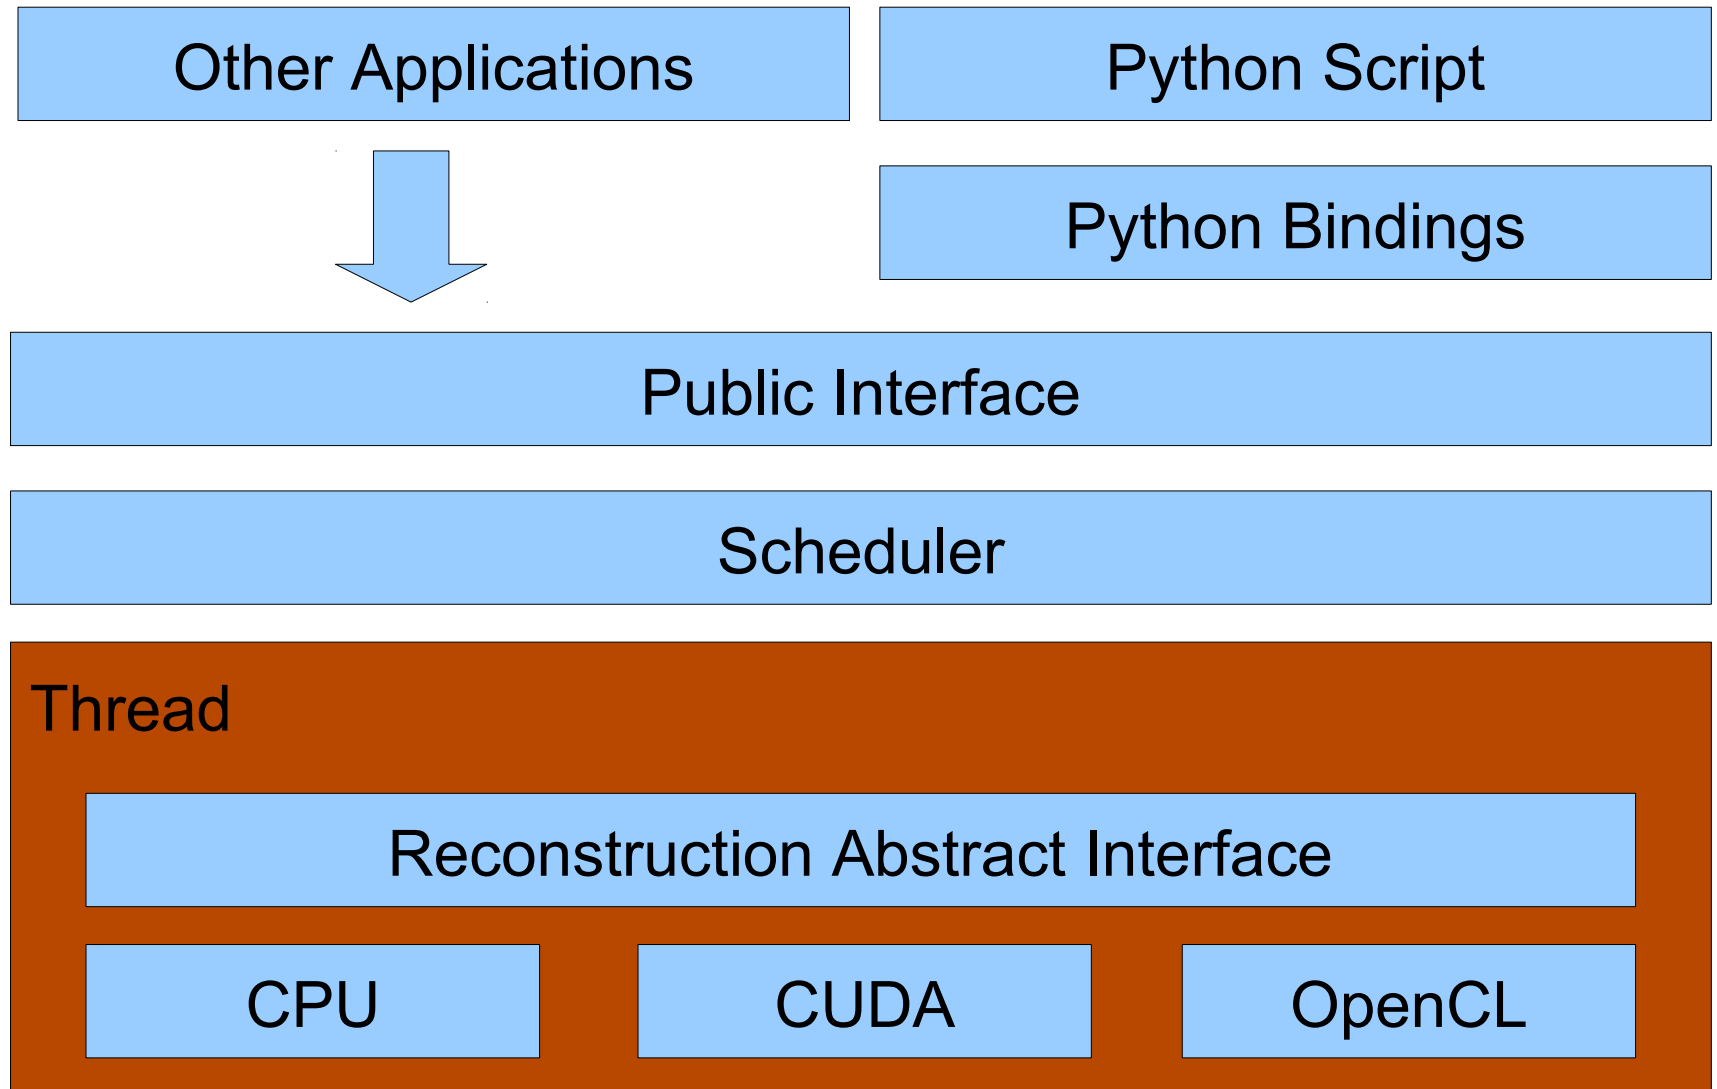 Other Applications
Python Script
Python Bindings
Public Interface
Scheduler
Thread
Reconstruction Abstract Interface
CPU
CUDA
OpenCL